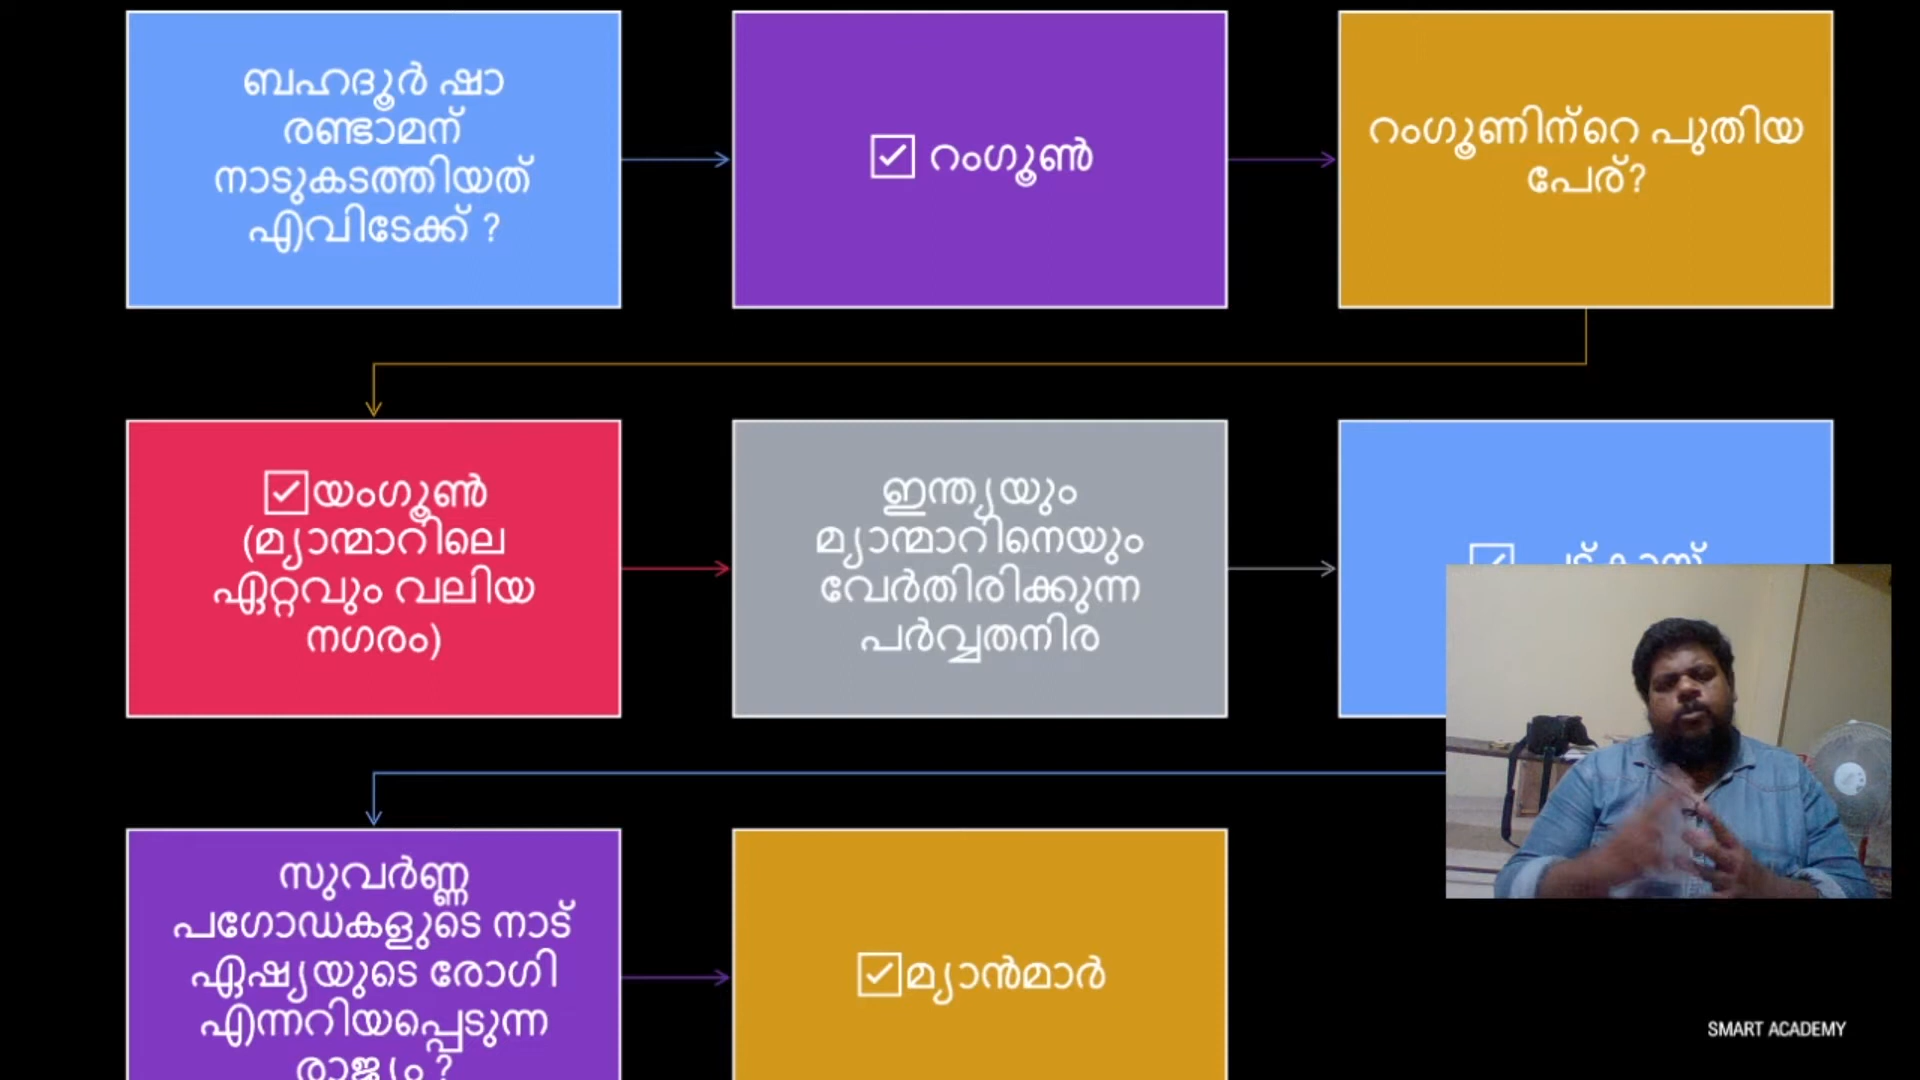 ബഹദൂർ ഷാ
രണ്ടാമന്
നാടുകടത്തിയത്
എവിടേക്ക് ?
☑ റംഗൂൺ
റംഗൂണിന്റെ പുതിയ
പേര്?
☑യംഗൂൺ
(മ്യാന്മാറിലെ
ഏറ്റവും വലിയ
നഗരം)
ഇന്ത്യയും
മ്യാന്മാറിനെയും
വേർതിരിക്കുന്ന
പർവ്വതനിര
സുവർണ്ണ
പഗോഡകളുടെ നാട്
ഏഷ്യയുടെ രോഗി
എന്നറിയപ്പെടുന്ന
രാജ്യം ?
☑മ്യാൻമാർ
SMART ACADEMY